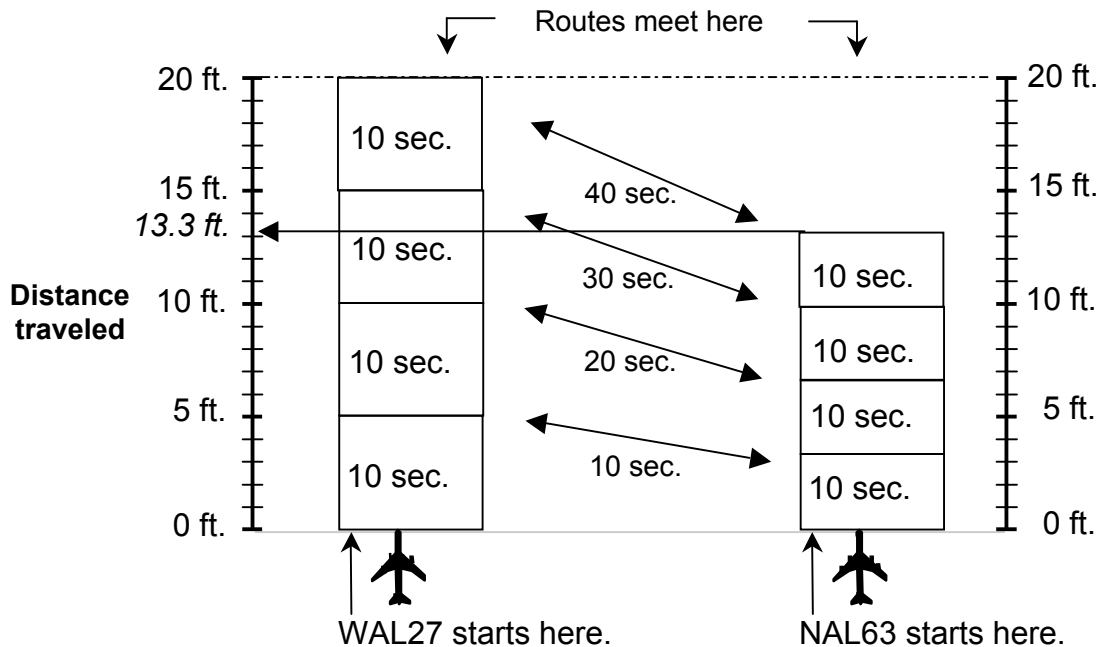 Routes meet here
20 ft.
20 ft.
10 sec.
40 sec.
15 ft.
15 ft.
13.3 ft.
10 sec.
30 sec.
10 sec.
Distance
traveled
10 ft.
10 ft.
10 sec.
20 sec.
10 sec.
5 ft.
5 ft.
10 sec.
10 sec.
10 sec.
10 sec.
0 ft.
0 ft.
WAL27 starts here.
NAL63 starts here.